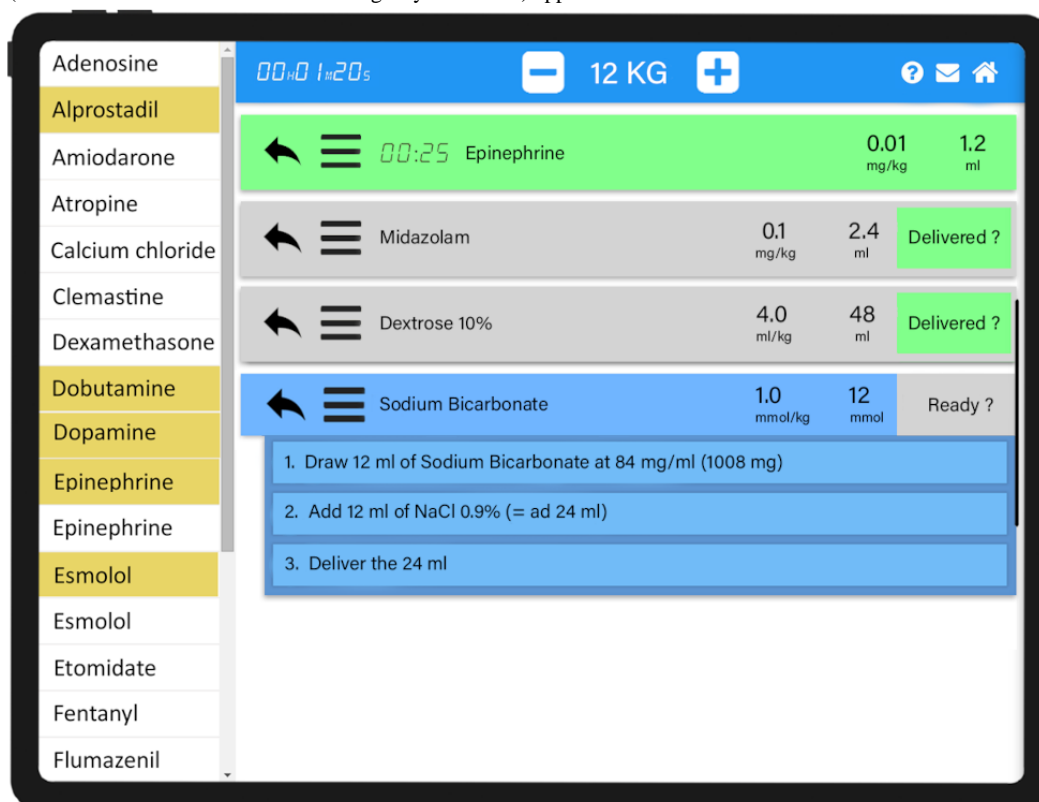 Adenosine
Alprostadil
Amiodarone
Atropine
Calcium chloride
Clemastine
Dexamethasone
Dobutamine
Dopamine
Epinephrine
Epinephrine
Esmolol
Esmolol
Etomidate
Fentanyl
Flumazenil
00H01M20S
12 KG
00:25 Epinephrine 0.01 mg/kg 1.2 ml
Midazolam 0.1 mg/kg 2.4 ml Delivered ?
Dextrose 10% 4.0 ml/kg 48 ml Delivered ?
Sodium Bicarbonate 1.0 mmol/kg 12 mmol Ready ?
1. Draw 12 ml of Sodium Bicarbonate at 84 mg/ml (1008 mg)
2. Add 12 ml of NaCl 0.9% (= ad 24 ml)
3. Deliver the 24 ml